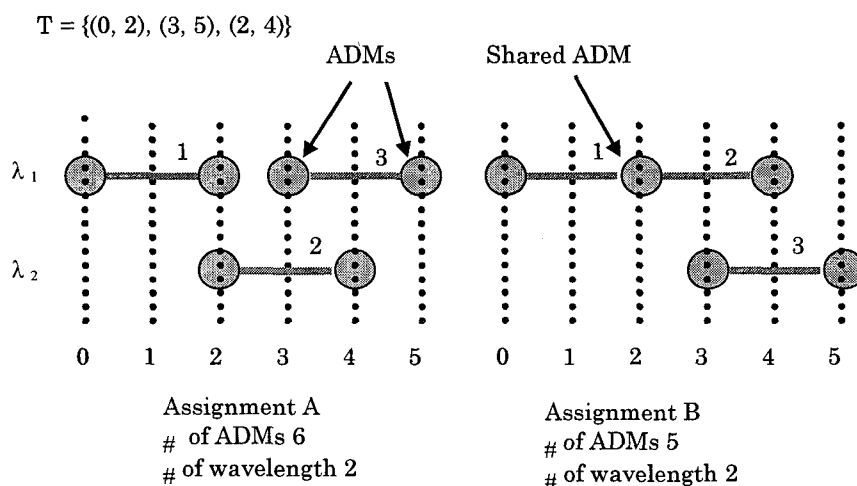 T = {(0, 2), (3, 5), (2, 4)}
ADMs
Shared ADM
1
3
1
2
λ 1
2
3
λ 2
0 1 2 3 4 5
0 1 2 3 4 5
Assignment A
# of ADMs 6
# of wavelength 2
Assignment B
# of ADMs 5
# of wavelength 2